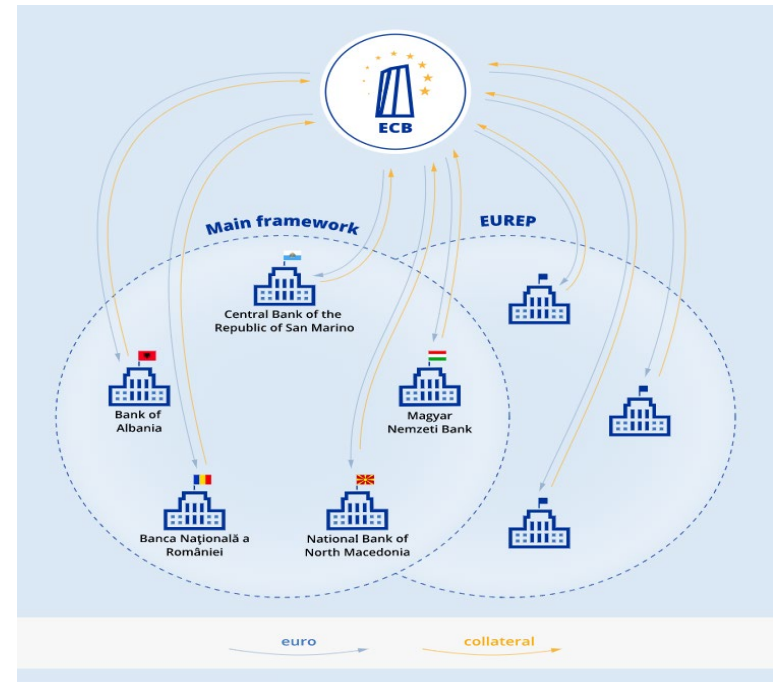 ECB
Main framework
EUREP
Central Bank of the
Republic of San Marino
Bank of
Albania
Magyar
Nemzeti Bank
Banca Naţională a
României
National Bank of
North Macedonia
euro
collateral